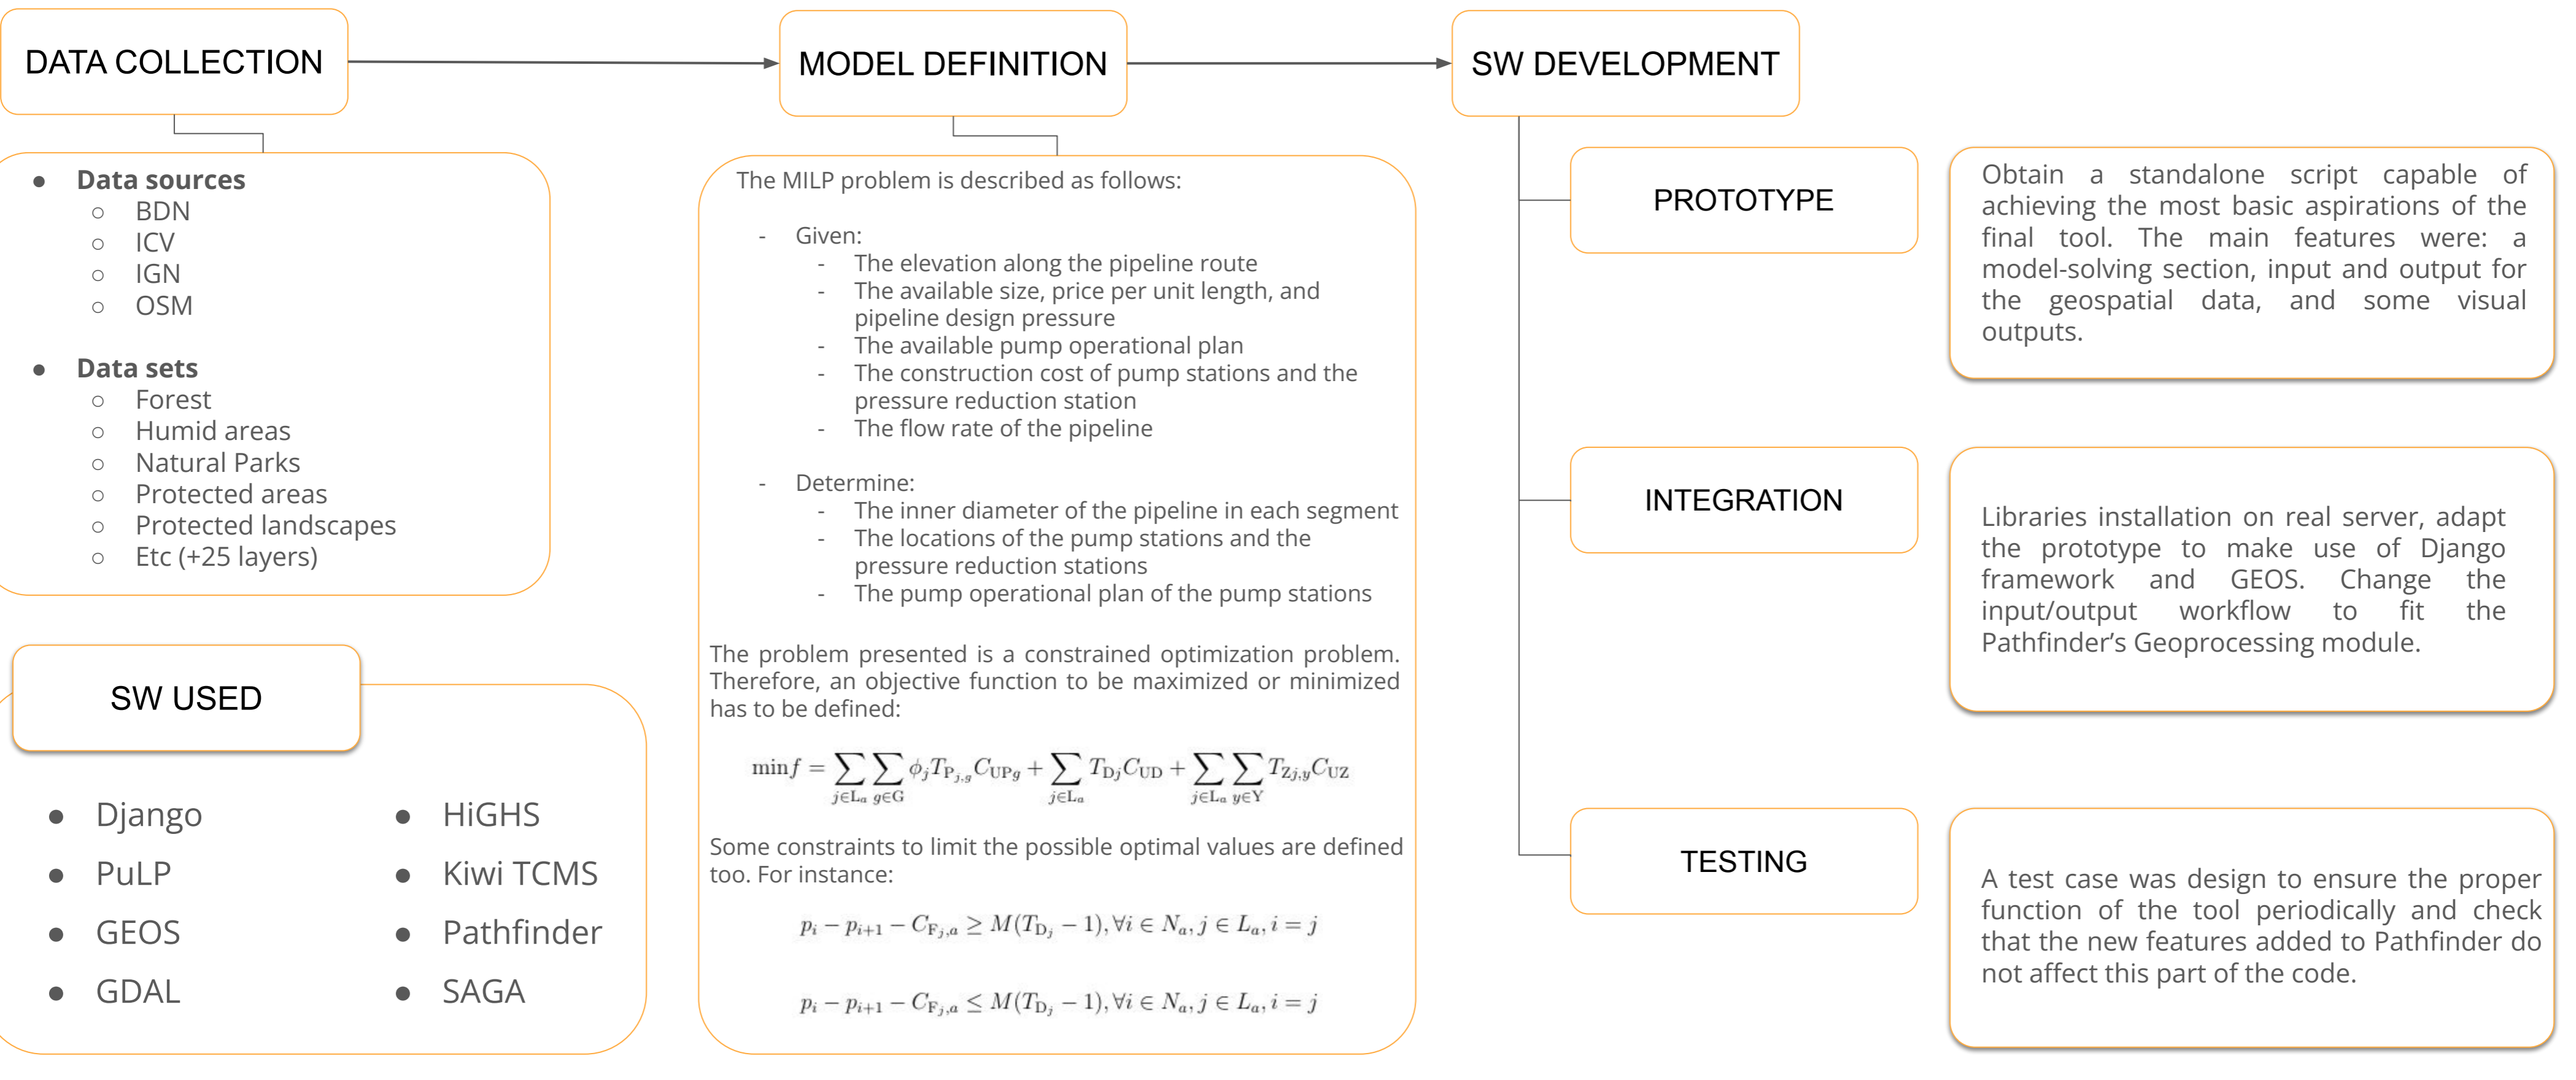 DATA COLLECTION
MODEL DEFINITION
SW DEVELOPMENT
● Data sources
○ BDN
○ ICV
○ IGN
○ OSM
● Data sets
○ Forest
○ Humid areas
○ Natural Parks
○ Protected areas
○ Protected landscapes
○ Etc (+25 layers)
SW USED
● Django
● PuLP
● GEOS
● GDAL
● HiGHS
● Kiwi TCMS
● Pathfinder
● SAGA
The MILP problem is described as follows:
- Given:
- The elevation along the pipeline route
- The available size, price per unit length, and
pipeline design pressure
- The available pump operational plan
- The construction cost of pump stations and the
pressure reduction station
- The flow rate of the pipeline
- Determine:
- The inner diameter of the pipeline in each segment
- The locations of the pump stations and the
pressure reduction stations
- The pump operational plan of the pump stations
The problem presented is a constrained optimization problem.
Therefore, an objective function to be maximized or minimized
has to be defined:
min f = ∑_{j∈L_a} ∑_{g∈G} ϕ_j T_{P_{j,g}} C_{UPg} + ∑_{j∈L_a} T_{Dj} C_{UD} + ∑_{j∈L_a} ∑_{y∈Y} T_{Zj,y} C_{UZ}
Some constraints to limit the possible optimal values are defined
too. For instance:
p_i − p_{i+1} − C_{F_j,a} ≥ M(T_{D_j} − 1), ∀i ∈ N_a, j ∈ L_a, i = j
p_i − p_{i+1} − C_{F_j,a} ≤ M(T_{D_j} − 1), ∀i ∈ N_a, j ∈ L_a, i = j
PROTOTYPE
Obtain a standalone script capable of
achieving the most basic aspirations of the
final tool. The main features were: a
model-solving section, input and output for
the geospatial data, and some visual
outputs.
INTEGRATION
Libraries installation on real server, adapt
the prototype to make use of Django
framework and GEOS. Change the
input/output workflow to fit the
Pathfinder’s Geoprocessing module.
TESTING
A test case was design to ensure the proper
function of the tool periodically and check
that the new features added to Pathfinder do
not affect this part of the code.